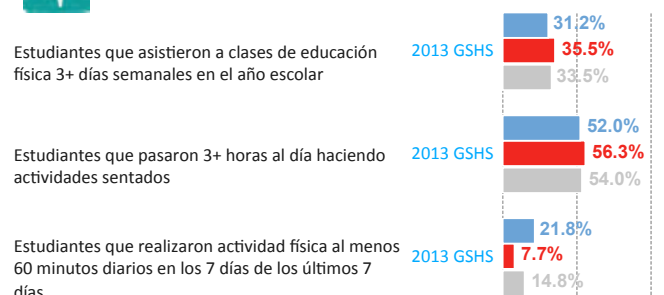 31.2%
Estudiantes que asistieron a clases de educación
2013 GSHS
35.5%
física 3+ días semanales en el año escolar
33.5%
52.0%
Estudiantes que pasaron 3+ horas al día haciendo
2013 GSHS
56.3%
actividades sentados
54.0%
21.8%
Estudiantes que realizaron actividad física al menos
2013 GSHS
7.7%
60 minutos diarios en los 7 días de los últimos 7
14.8%
días